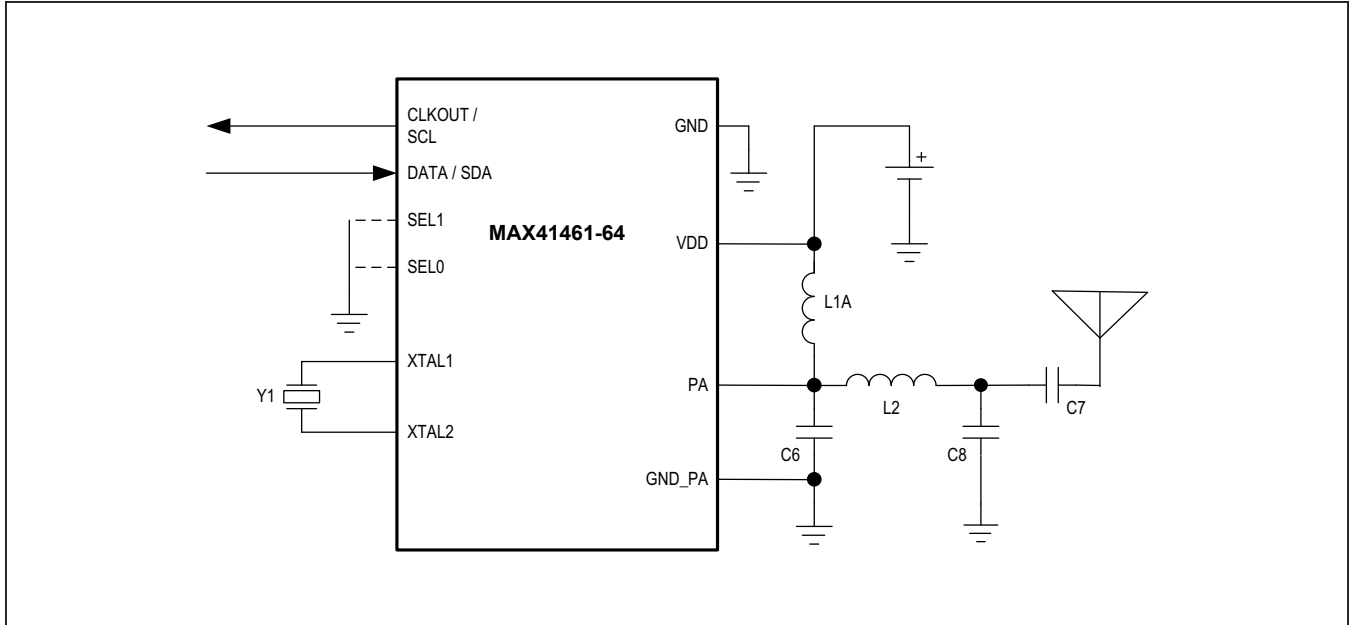 CLKOUT /
SCL
DATA / SDA
SEL1
SEL0
XTAL1
XTAL2
Y1
MAX41461-64
GND
VDD
PA
GND_PA
+
L1A
L2
C7
C6
C8